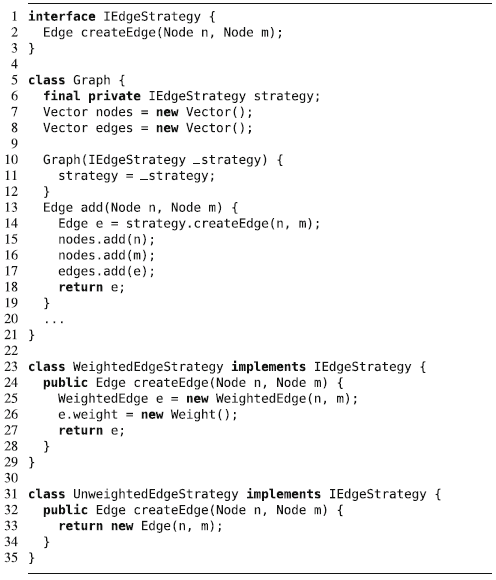 1 interface IEdgeStrategy {
2   Edge createEdge(Node n, Node m);
3 }
4
5 class Graph {
6   final private IEdgeStrategy strategy;
7   Vector nodes = new Vector();
8   Vector edges = new Vector();
9
10   Graph(IEdgeStrategy _strategy) {
11     strategy = _strategy;
12   }
13   Edge add(Node n, Node m) {
14     Edge e = strategy.createEdge(n, m);
15     nodes.add(n);
16     nodes.add(m);
17     edges.add(e);
18     return e;
19   }
20   ...
21 }
22
23 class WeightedEdgeStrategy implements IEdgeStrategy {
24   public Edge createEdge(Node n, Node m) {
25     WeightedEdge e = new WeightedEdge(n, m);
26     e.weight = new Weight();
27     return e;
28   }
29 }
30
31 class UnweightedEdgeStrategy implements IEdgeStrategy {
32   public Edge createEdge(Node n, Node m) {
33     return new Edge(n, m);
34   }
35 }